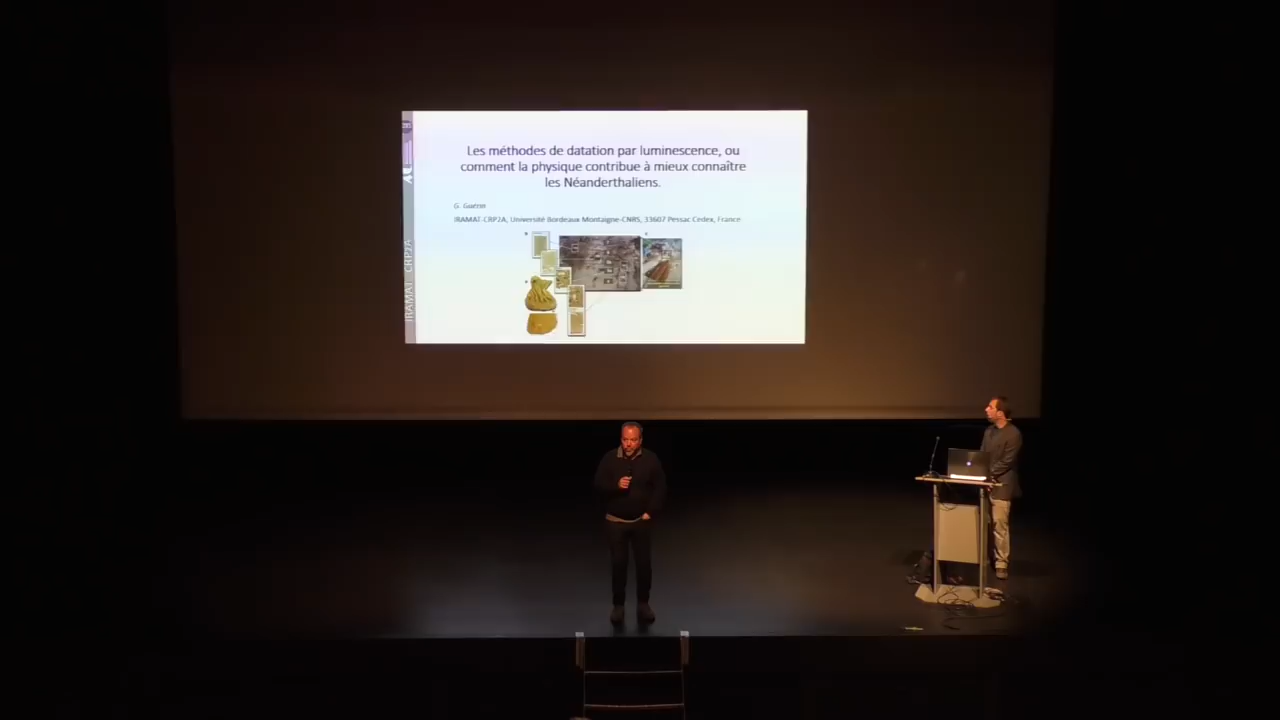 Les méthodes de datation par luminescence, ou
comment la physique contribue à mieux connaître
les Néanderthaliens.
G. Guérin
IRAMAT-CRP2A, Université Bordeaux Montaigne-CNRS, 33607 Pessac Cedex, France
IRAMAT CRP2A